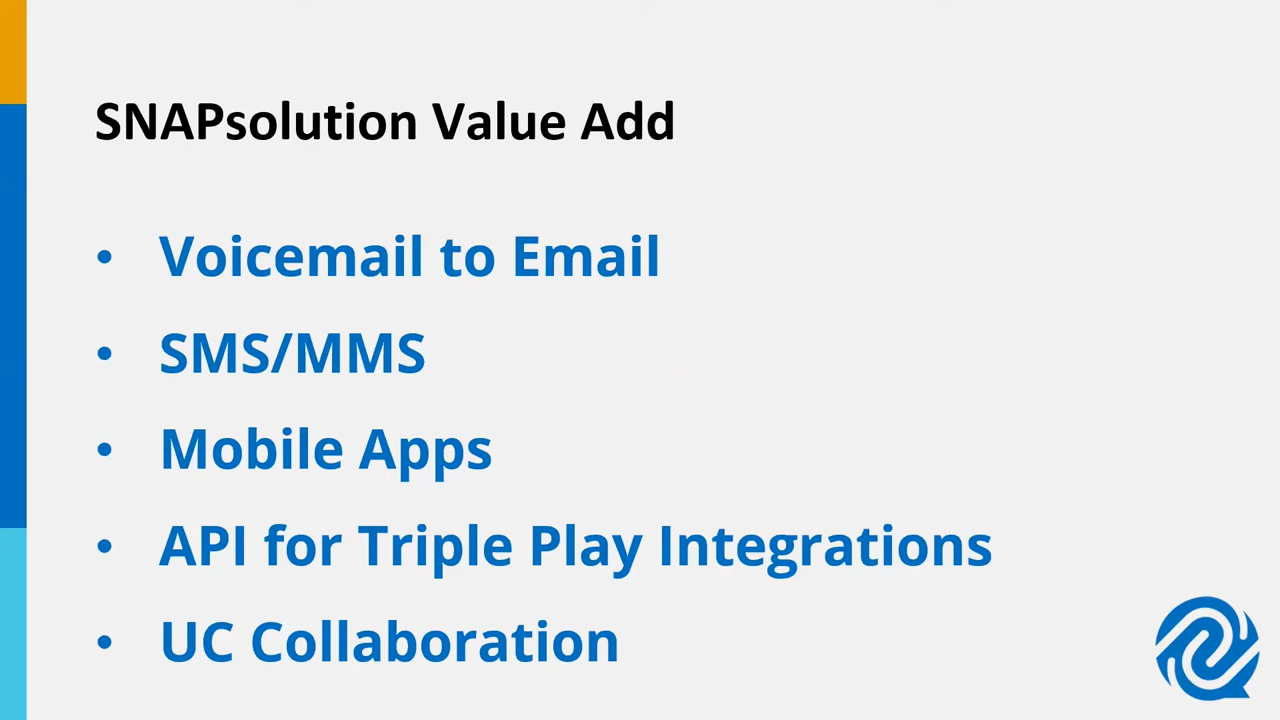 SNAPsolution Value Add
• Voicemail to Email
• SMS/MMS
• Mobile Apps
• API for Triple Play Integrations
• UC Collaboration